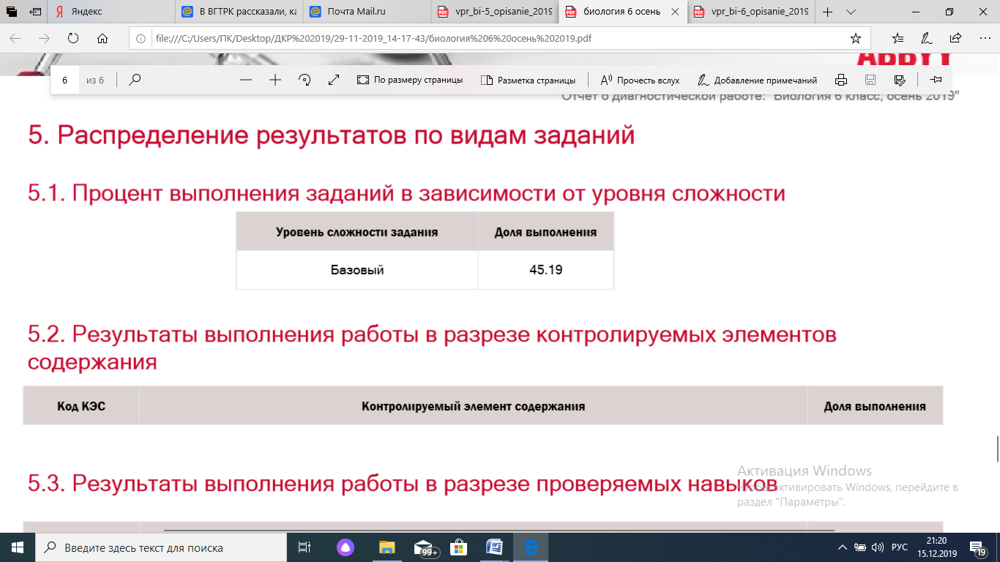 Яндекс
В ВГТРК рассказали, ка
Почта Mail.ru
vpr_bi-5_opisanie_2019
биология 6 осень
vpr_bi-6_opisanie_2019
file:///C:/Users/ПК/Desktop/ДКР%202019/29-11-2019_14-17-43/биология%206%20осень%202019.pdf
ABBYY
6 из 6
По размеру страницы
Разметка страницы
Прочесть вслух
Добавление примечаний
Отчет о диагностической работе: "Биология 6 класс, осень 2019"
5. Распределение результатов по видам заданий
5.1. Процент выполнения заданий в зависимости от уровня сложности
Уровень сложности задания Доля выполнения
Базовый 45.19
5.2. Результаты выполнения работы в разрезе контролируемых элементов
содержания
Код КЭС Контролируемый элемент содержания Доля выполнения
5.3. Результаты выполнения работы в разрезе проверяемых навыков
Активация Windows
Чтобы активировать Windows, перейдите в
раздел "Параметры".
Введите здесь текст для поиска
99+
РУС
21:20
15.12.2019
19